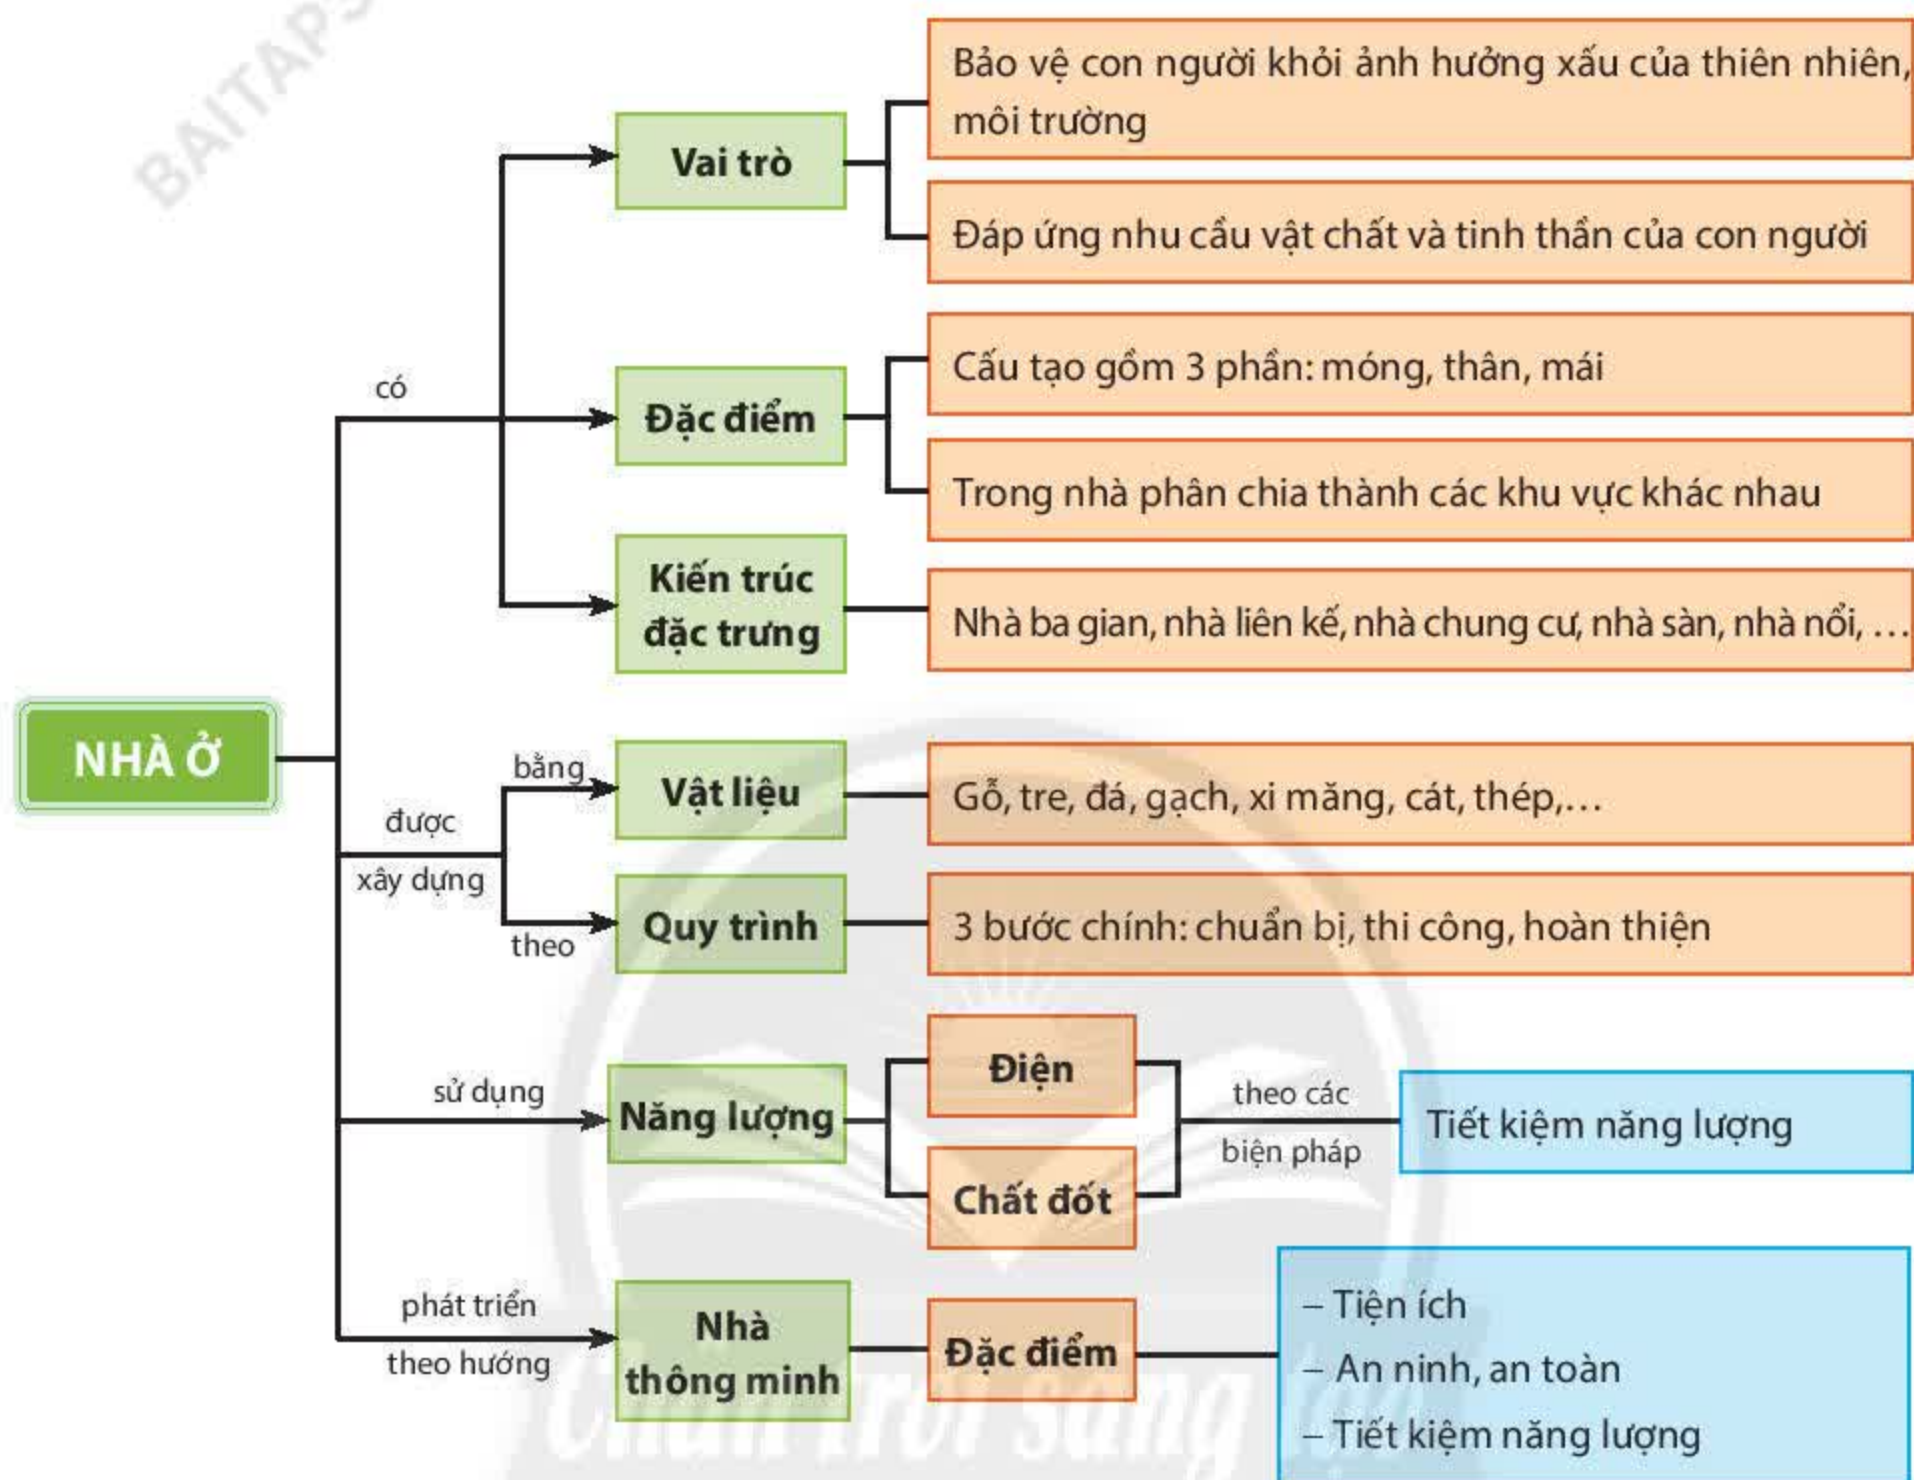 BAITAPS
Bảo vệ con người khỏi ảnh hưởng xấu của thiên nhiên,
môi trường
Vai trò
Đáp ứng nhu cầu vật chất và tinh thần của con người
có
Cấu tạo gồm 3 phần: móng, thân, mái
Đặc điểm
Trong nhà phân chia thành các khu vực khác nhau
Kiến trúc
đặc trưng
Nhà ba gian, nhà liên kế, nhà chung cư, nhà sàn, nhà nổi, …
NHÀ Ở
được
xây dựng
bằng
Vật liệu
Gỗ, tre, đá, gạch, xi măng, cát, thép,…
theo
Quy trình
3 bước chính: chuẩn bị, thi công, hoàn thiện
sử dụng
Năng lượng
Điện
Chất đốt
theo các
biện pháp
Tiết kiệm năng lượng
phát triển
theo hướng
Nhà
thông minh
Đặc điểm
– Tiện ích
– An ninh, an toàn
– Tiết kiệm năng lượng
Chân trời sáng tạo